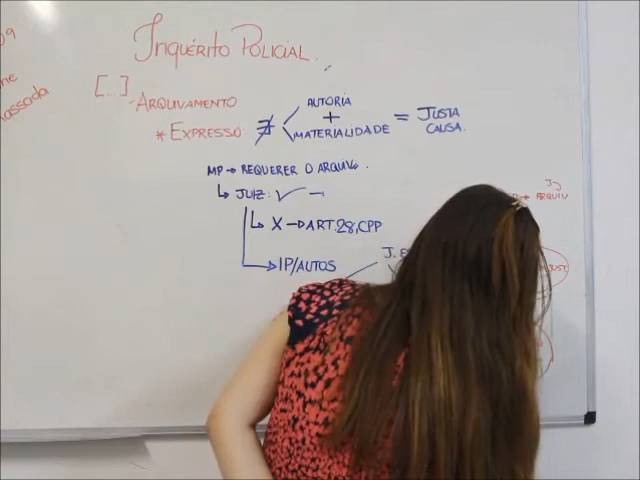 INQUÉRITO POLICIAL.
[...]
- ARQUIVAMENTO
* EXPRESSO: ∄ AUTORIA + MATERIALIDADE = JUSTA CAUSA.
MP → REQUERER O ARQUIV.
↳ JUIZ: ✓ —
↳ X → ART. 28, CPP
→ IP/AUTOS
J.
→ ARQUIV